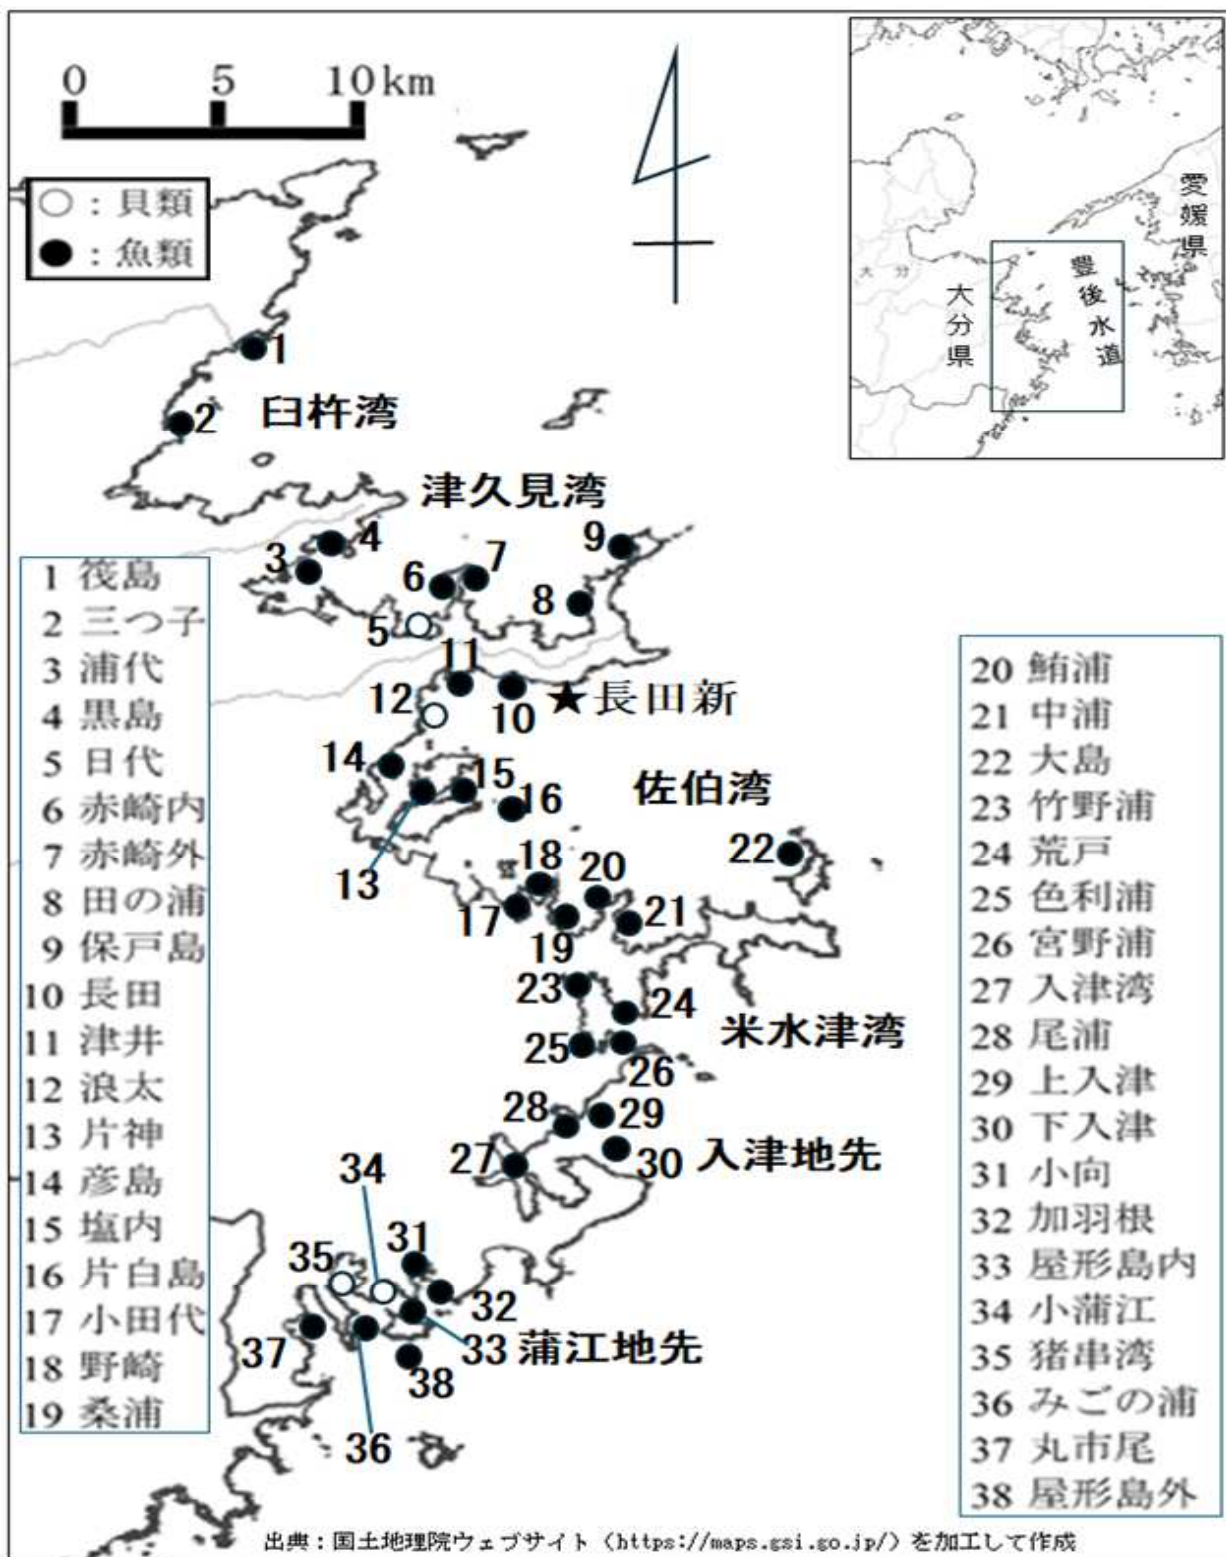 0 5 10km
○：貝類
●：魚類
愛媛県
豊後水道
大分
大分県
1
臼杵湾
2
津久見湾
9
4
3
7
6
8
5
11
12
10
★長田新
14
15
佐伯湾
16
22
18
20
13
17
21
19
23
24
米水津湾
25
26
28
29
27
30
入津地先
34
31
35
32
33
蒲江地先
37
38
36
1 筏島
2 三つ子
3 浦代
4 黒島
5 日代
6 赤崎内
7 赤崎外
8 田の浦
9 保戸島
10 長田
11 津井
12 浪太
13 片神
14 彦島
15 塩内
16 片白島
17 小田代
18 野崎
19 桑浦
20 鮪浦
21 中浦
22 大島
23 竹野浦
24 荒戸
25 色利浦
26 宮野浦
27 入津湾
28 尾浦
29 上入津
30 下入津
31 小向
32 加羽根
33 屋形島内
34 小蒲江
35 猪串湾
36 みごの浦
37 丸市尾
38 屋形島外
出典：国土地理院ウェブサイト（https://maps.gsi.go.jp/）を加工して作成